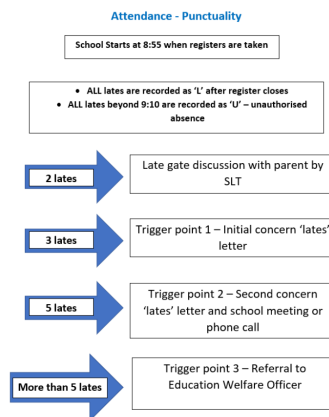 Attendance - Punctuality
School Starts at 8:55 when registers are taken
• ALL lates are recorded as 'L' after register closes
• ALL lates beyond 9:10 are recorded as 'U' – unauthorised
absence
2 lates
Late gate discussion with parent by
SLT
3 lates
Trigger point 1 – Initial concern 'lates'
letter
5 lates
Trigger point 2 – Second concern
'lates' letter and school meeting or
phone call
More than 5 lates
Trigger point 3 – Referral to
Education Welfare Officer